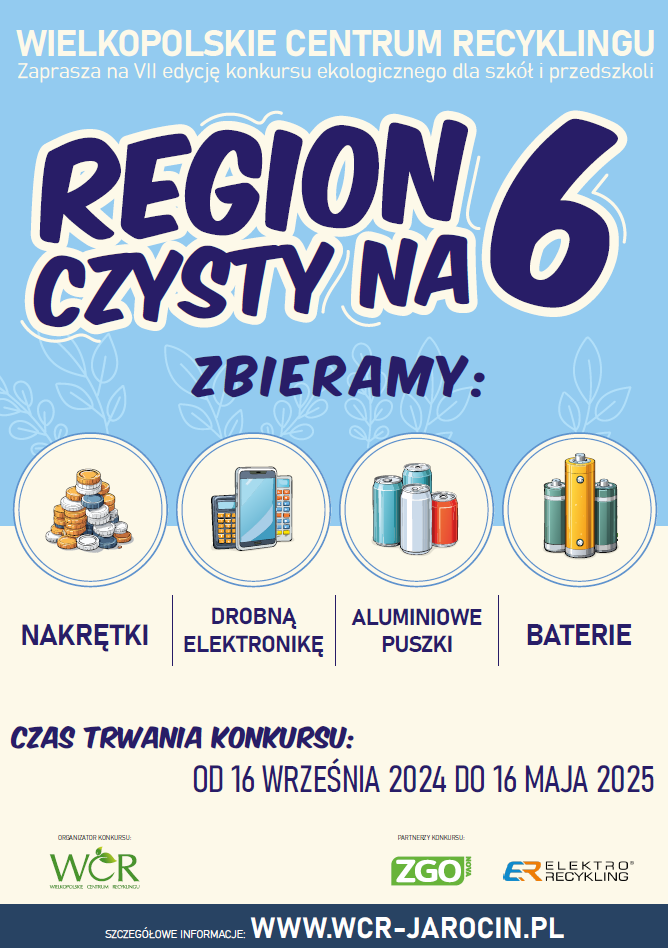 WIELKOPOLSKIE CENTRUM RECYKLINGU
Zaprasza na VII edycję konkursu ekologicznego dla szkół i przedszkoli
REGION
CZYSTY NA 6
ZBIERAMY:
NAKRĘTKI
DROBNĄ
ELEKTRONIKĘ
ALUMINIOWE
PUSZKI
BATERIE
CZAS TRWANIA KONKURSU:
OD 16 WRZEŚNIA 2024 DO 16 MAJA 2025
ORGANIZATOR KONKURSU:
WCR
WIELKOPOLSKIE CENTRUM RECYKLINGU
PARTNERZY KONKURSU:
ZGO NOVA
ER ELEKTRO®
RECYKLING
SZCZEGÓŁOWE INFORMACJE: WWW.WCR-JAROCIN.PL